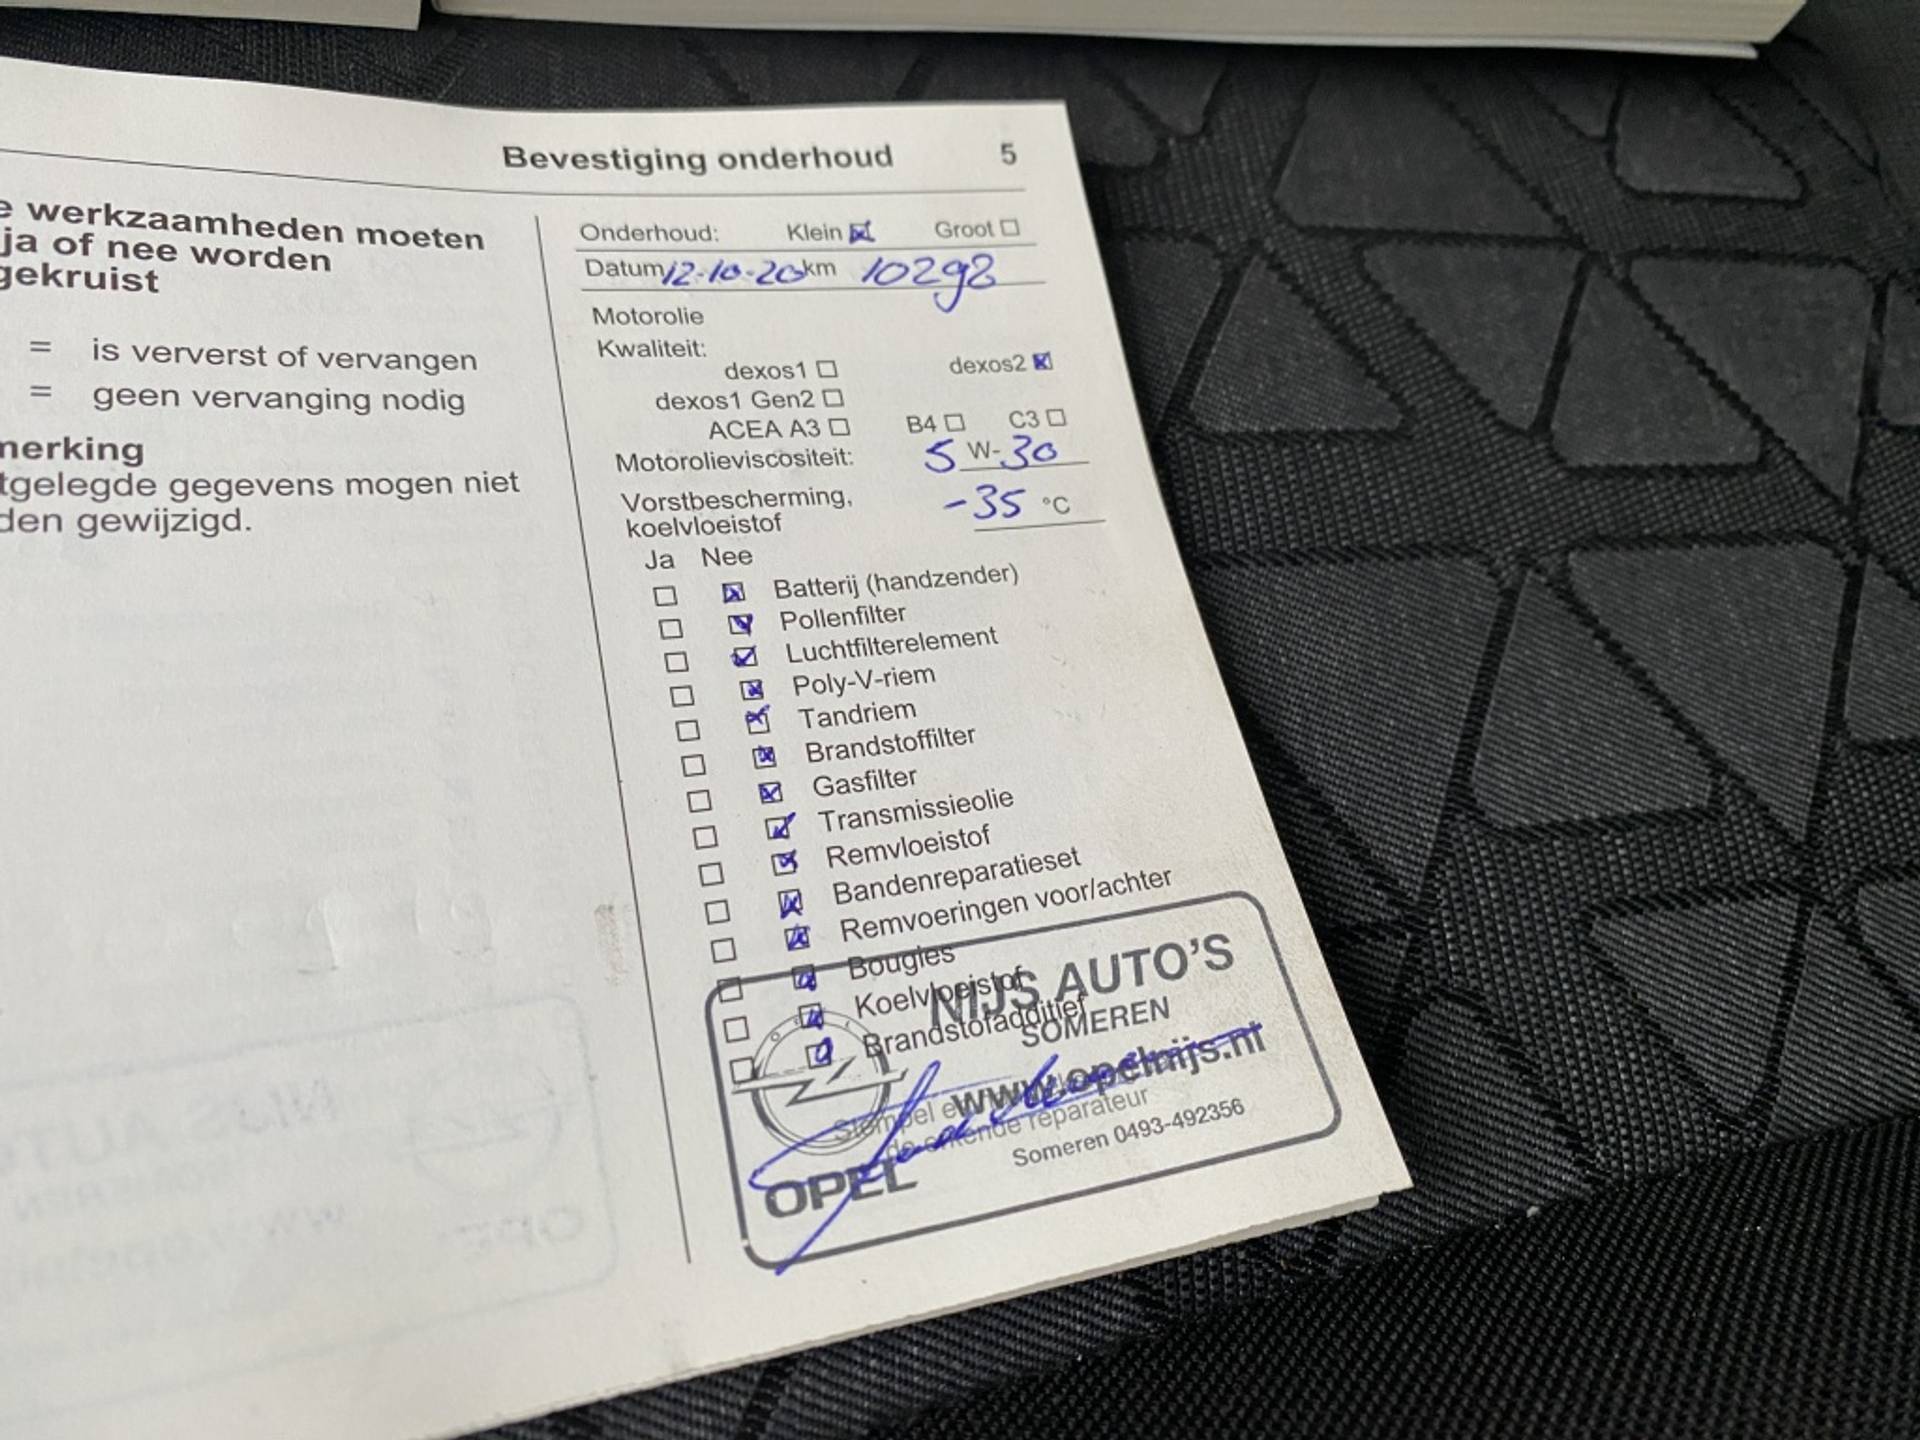 Bevestiging onderhoud 5
werkzaamheden moeten
ja of nee worden
gekruist
= is ververst of vervangen
= geen vervanging nodig
merking
tgelegde gegevens mogen niet
den gewijzigd.
Onderhoud: Klein ☒ Groot ☐
Datum 12-10-20 km 10298
Motorolie
Kwaliteit:
dexos1 ☐ dexos2 ☒
dexos1 Gen2 ☐
ACEA A3 ☐ B4 ☐ C3 ☐
Motorolieviscositeit: 5 W-30
Vorstbescherming,
koelvloeistof -35 °C
Ja Nee
☐ ☒ Batterij (handzender)
☐ ☒ Pollenfilter
☐ ☒ Luchtfilterelement
☐ ☒ Poly-V-riem
☐ ☒ Tandriem
☐ ☒ Brandstoffilter
☐ ☒ Gasfilter
☐ ☒ Transmissieolie
☐ ☒ Remvloeistof
☐ ☒ Bandenreparatieset
☐ ☒ Remvoeringen voor/achter
☐ ☒ Bougies
☐ ☒ Koelvloeistof
☐ ☒ Brandstofadditief
Stempel
erkende reparateur
NIJS AUTO'S
SOMEREN
www.opelnijs.nl
Someren 0493-492356
OPEL